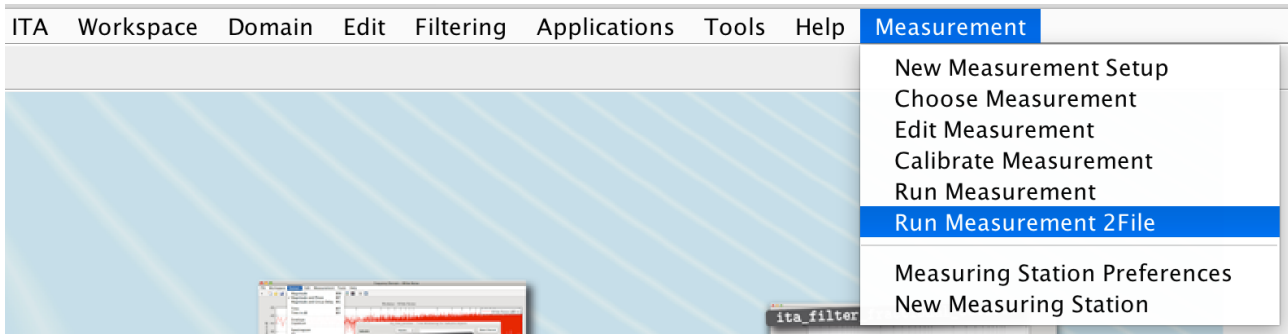 ITA Workspace Domain Edit Filtering Applications Tools Help Measurement
New Measurement Setup
Choose Measurement
Edit Measurement
Calibrate Measurement
Run Measurement
Run Measurement 2File
Measuring Station Preferences
New Measuring Station
ita_filter